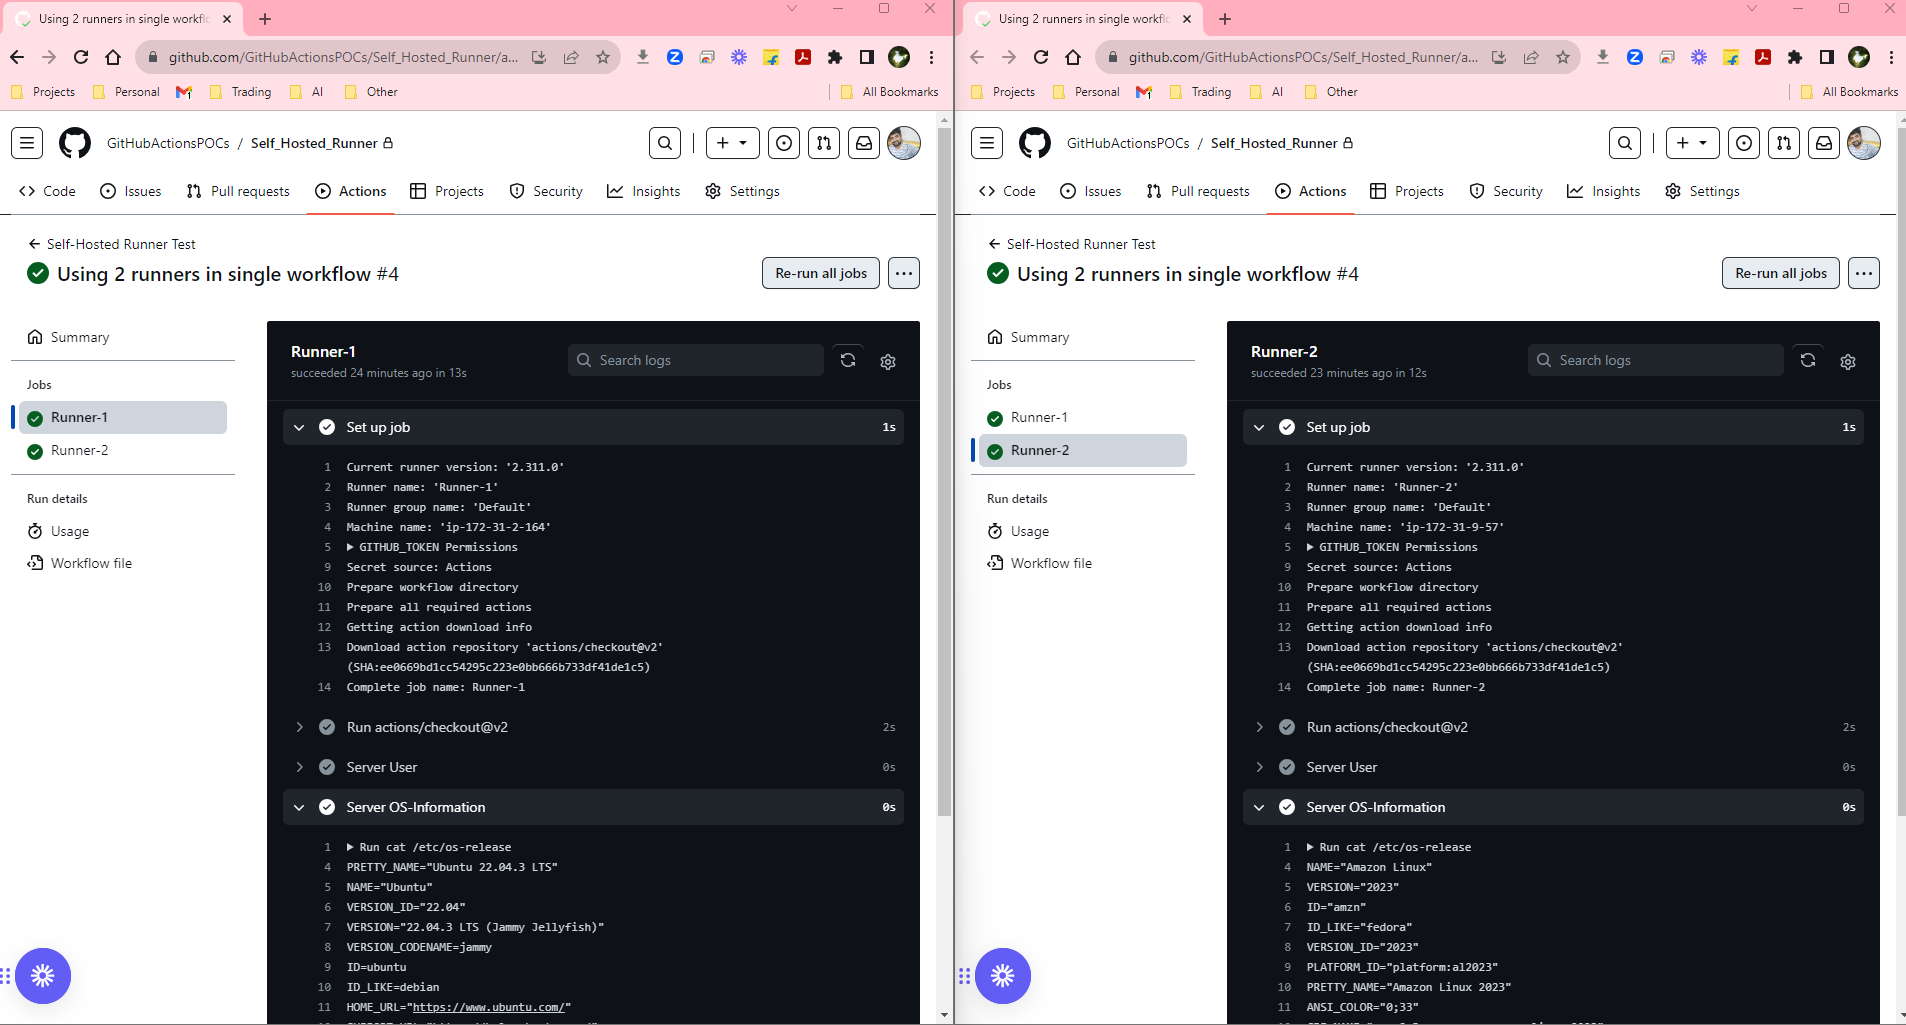 Using 2 runners in single workflo
github.com/GitHubActionsPOCs/Self_Hosted_Runner/a...
Projects
Personal
1
Trading
AI
Other
All Bookmarks
GitHubActionsPOCs / Self_Hosted_Runner
Code
Issues
Pull requests
Actions
Projects
Security
Insights
Settings
Self-Hosted Runner Test
Using 2 runners in single workflow #4
Re-run all jobs
Summary
Jobs
Runner-1
Runner-2
Run details
Usage
Workflow file
Runner-1
succeeded 24 minutes ago in 13s
Search logs
Set up job 1s
1 Current runner version: '2.311.0'
2 Runner name: 'Runner-1'
3 Runner group name: 'Default'
4 Machine name: 'ip-172-31-2-164'
5 ▶ GITHUB_TOKEN Permissions
9 Secret source: Actions
10 Prepare workflow directory
11 Prepare all required actions
12 Getting action download info
13 Download action repository 'actions/checkout@v2'
(SHA:ee0669bd1cc54295c223e0bb666b733df41de1c5)
14 Complete job name: Runner-1
Run actions/checkout@v2 2s
Server User 0s
Server OS-Information 0s
1 ▶ Run cat /etc/os-release
4 PRETTY_NAME="Ubuntu 22.04.3 LTS"
5 NAME="Ubuntu"
6 VERSION_ID="22.04"
7 VERSION="22.04.3 LTS (Jammy Jellyfish)"
8 VERSION_CODENAME=jammy
9 ID=ubuntu
10 ID_LIKE=debian
11 HOME_URL="https://www.ubuntu.com/"
Using 2 runners in single workflo
github.com/GitHubActionsPOCs/Self_Hosted_Runner/a...
Projects
Personal
1
Trading
AI
Other
All Bookmarks
GitHubActionsPOCs / Self_Hosted_Runner
Code
Issues
Pull requests
Actions
Projects
Security
Insights
Settings
Self-Hosted Runner Test
Using 2 runners in single workflow #4
Re-run all jobs
Summary
Jobs
Runner-1
Runner-2
Run details
Usage
Workflow file
Runner-2
succeeded 23 minutes ago in 12s
Search logs
Set up job 1s
1 Current runner version: '2.311.0'
2 Runner name: 'Runner-2'
3 Runner group name: 'Default'
4 Machine name: 'ip-172-31-9-57'
5 ▶ GITHUB_TOKEN Permissions
9 Secret source: Actions
10 Prepare workflow directory
11 Prepare all required actions
12 Getting action download info
13 Download action repository 'actions/checkout@v2'
(SHA:ee0669bd1cc54295c223e0bb666b733df41de1c5)
14 Complete job name: Runner-2
Run actions/checkout@v2 2s
Server User 0s
Server OS-Information 0s
1 ▶ Run cat /etc/os-release
4 NAME="Amazon Linux"
5 VERSION="2023"
6 ID="amzn"
7 ID_LIKE="fedora"
8 VERSION_ID="2023"
9 PLATFORM_ID="platform:al2023"
10 PRETTY_NAME="Amazon Linux 2023"
11 ANSI_COLOR="0;33"